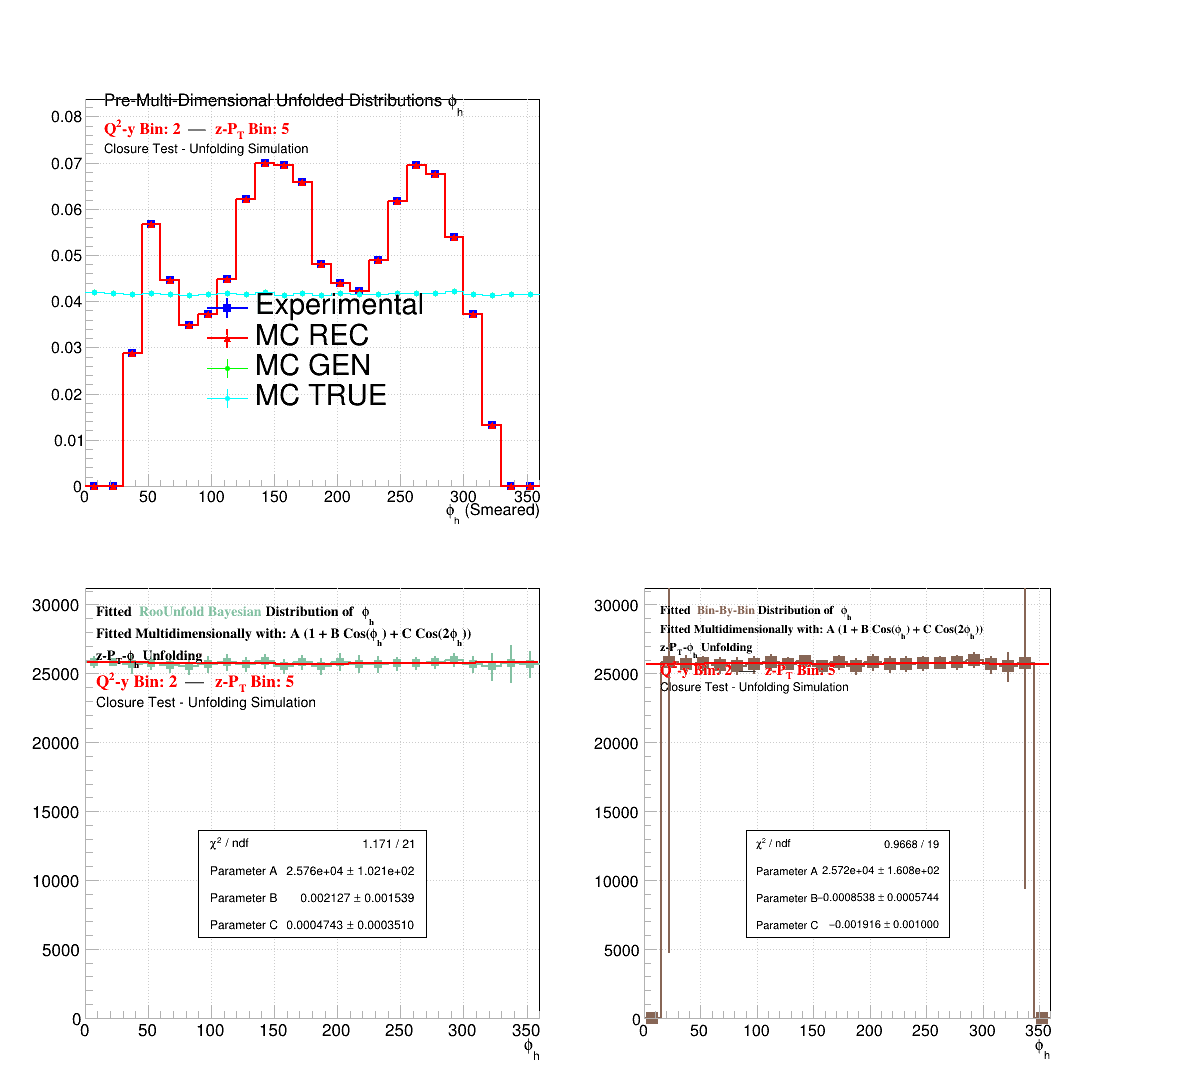 Pre-Multi-Dimensional Unfolded Distributions ϕh
Q²-y Bin: 2 — z-PT Bin: 5
Closure Test - Unfolding Simulation
0.08
0.07
0.06
0.05
0.04
0.03
0.02
0.01
0
Experimental
MC REC
MC GEN
MC TRUE
0 50 100 150 200 250 300 350
ϕh (Smeared)
Fitted RooUnfold Bayesian Distribution of ϕh
Fitted Multidimensionally with: A (1 + B Cos(ϕh) + C Cos(2ϕh))
z-PT-ϕh Unfolding
Q²-y Bin: 2 — z-PT Bin: 5
Closure Test - Unfolding Simulation
30000
25000
20000
15000
10000
5000
0
χ² / ndf 1.171 / 21
Parameter A 2.576e+04 ± 1.021e+02
Parameter B 0.002127 ± 0.001539
Parameter C 0.0004743 ± 0.0003510
0 50 100 150 200 250 300 350
ϕh
Fitted Bin-By-Bin Distribution of ϕh
Fitted Multidimensionally with: A (1 + B Cos(ϕh) + C Cos(2ϕh))
z-PT-ϕh Unfolding
Q²-y Bin: 2 — z-PT Bin: 5
Closure Test - Unfolding Simulation
30000
25000
20000
15000
10000
5000
0
χ² / ndf 0.9668 / 19
Parameter A 2.572e+04 ± 1.608e+02
Parameter B −0.0008538 ± 0.0005744
Parameter C −0.001916 ± 0.001000
0 50 100 150 200 250 300 350
ϕh